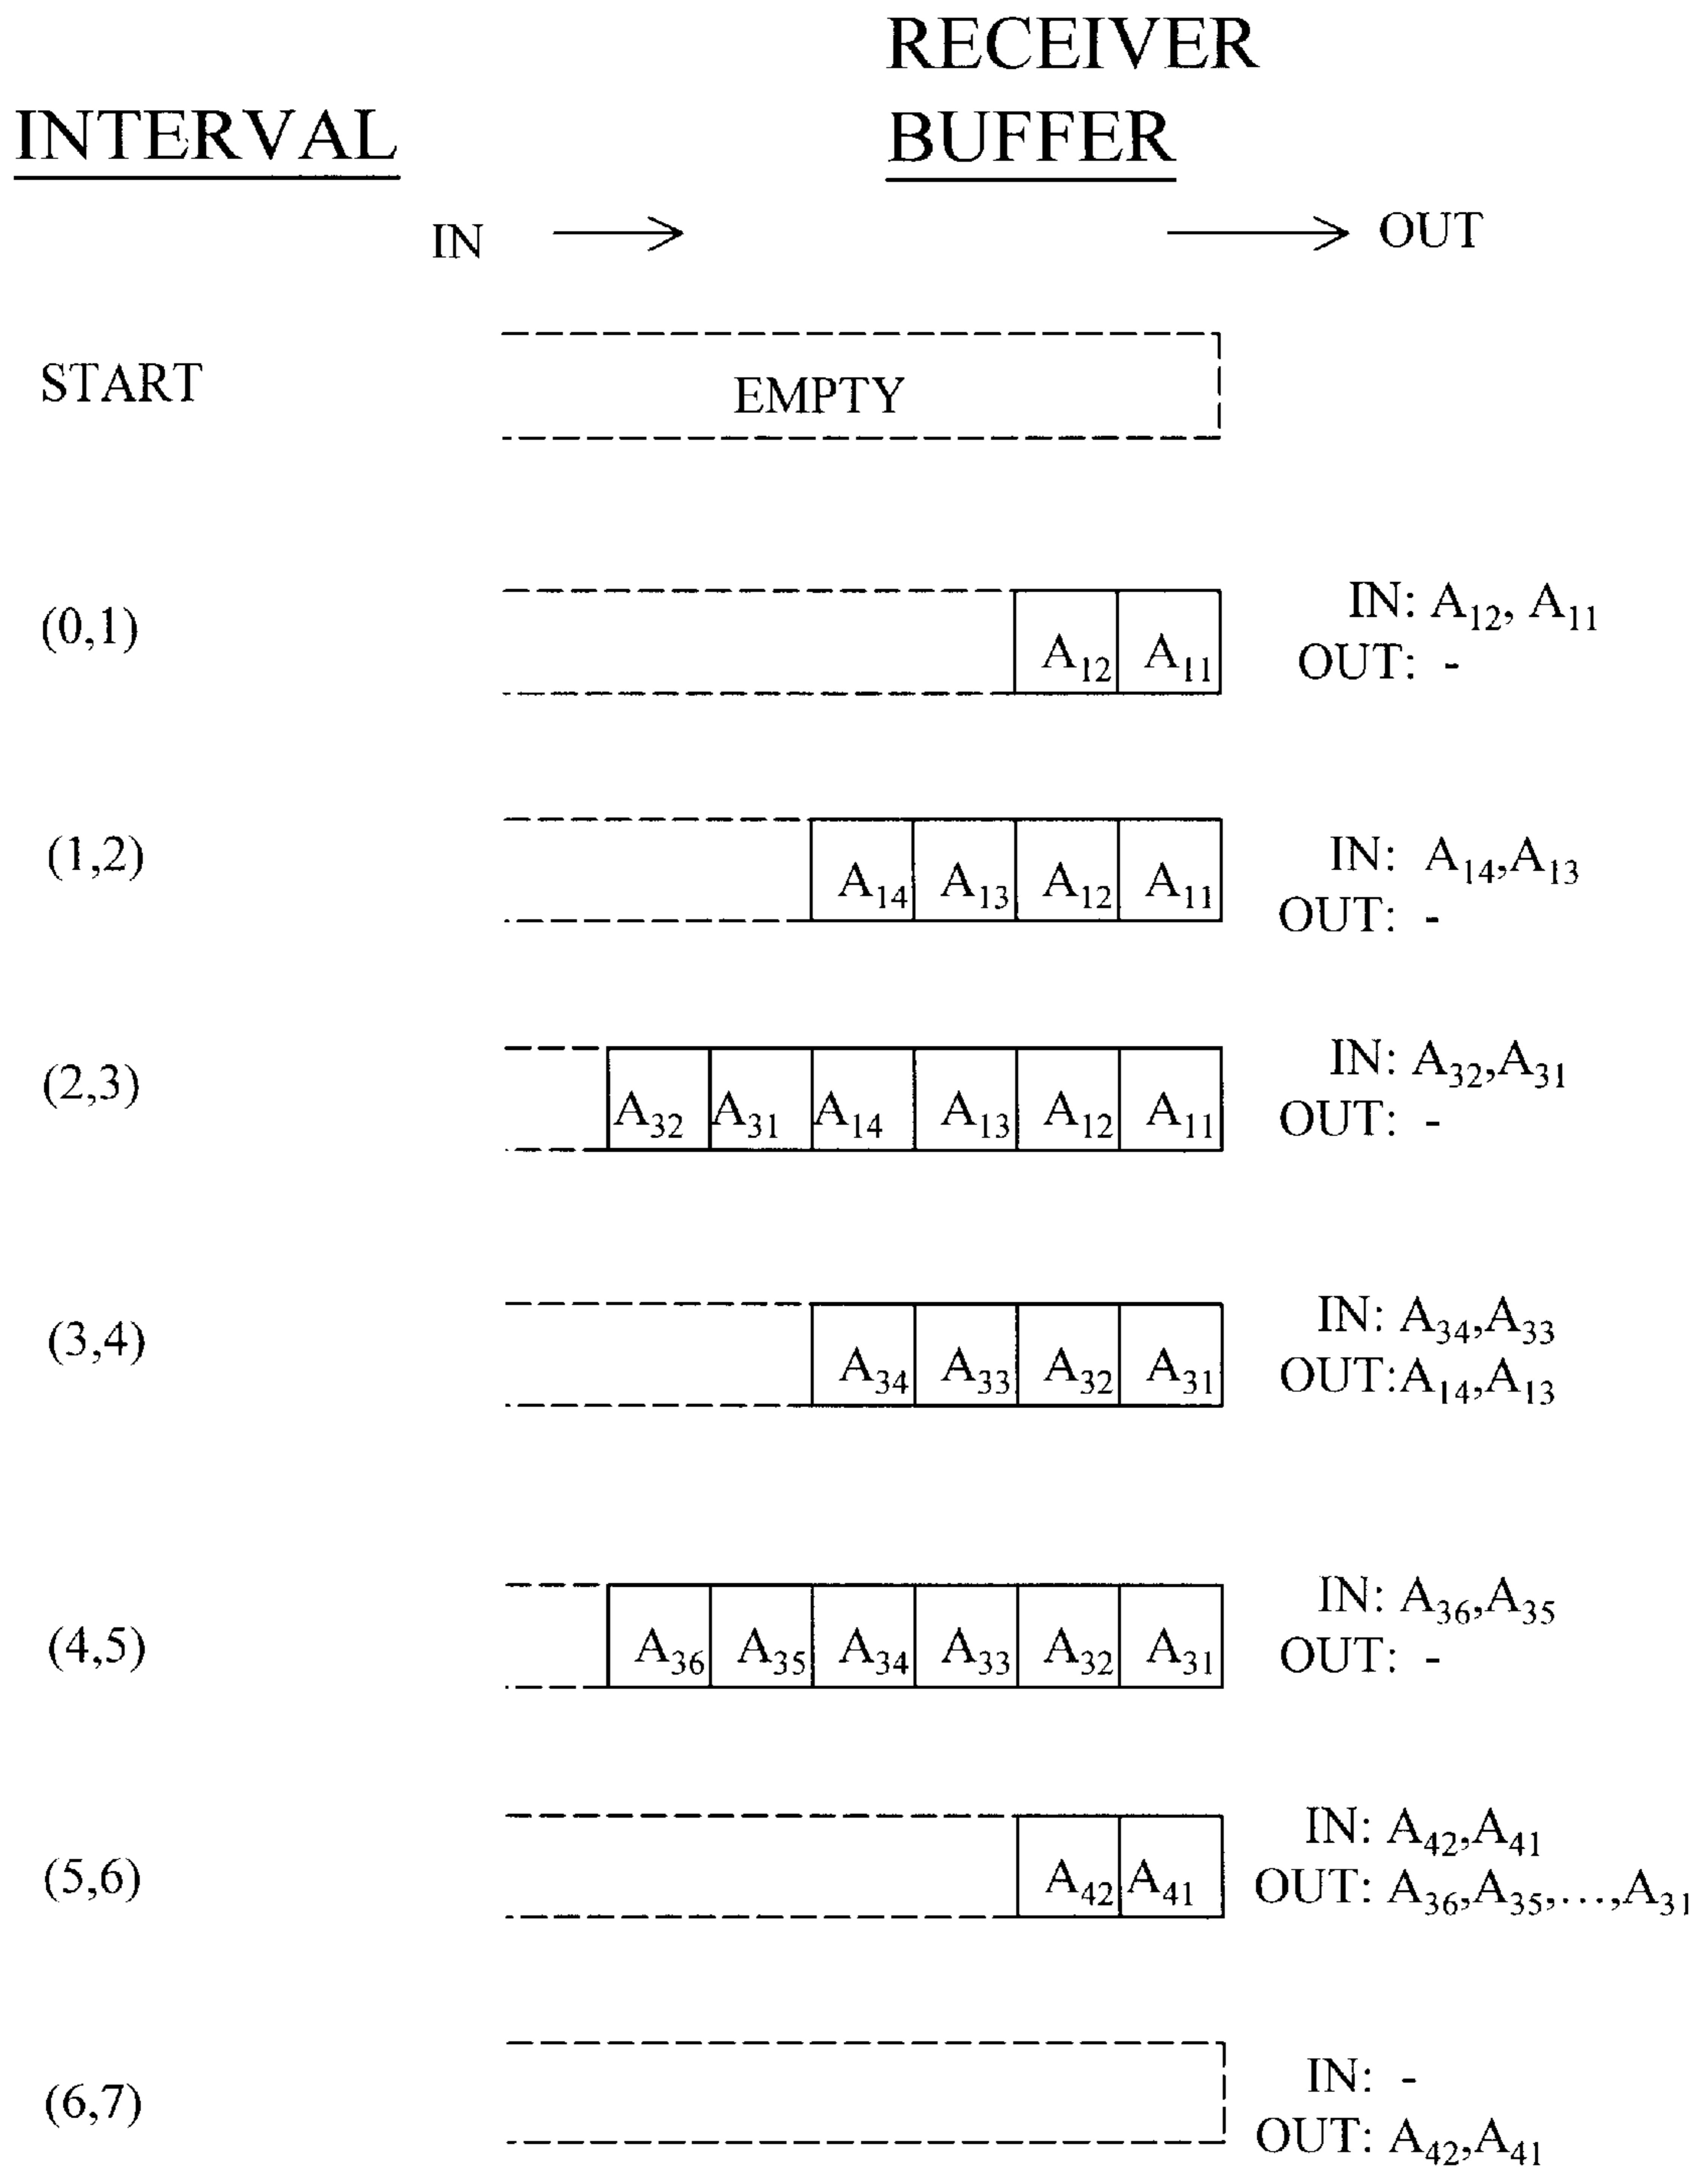 RECEIVER
INTERVAL BUFFER
IN OUT
START EMPTY
(0,1) A12 A11 IN: A12, A11
OUT: -
(1,2) A14 A13 A12 A11 IN: A14,A13
OUT: -
(2,3) A32 A31 A14 A13 A12 A11 IN: A32,A31
OUT: -
(3,4) A34 A33 A32 A31 IN: A34,A33
OUT:A14,A13
(4,5) A36 A35 A34 A33 A32 A31 IN: A36,A35
OUT: -
(5,6) A42 A41 IN: A42,A41
OUT: A36,A35,...,A31
(6,7) IN: -
OUT: A42,A41